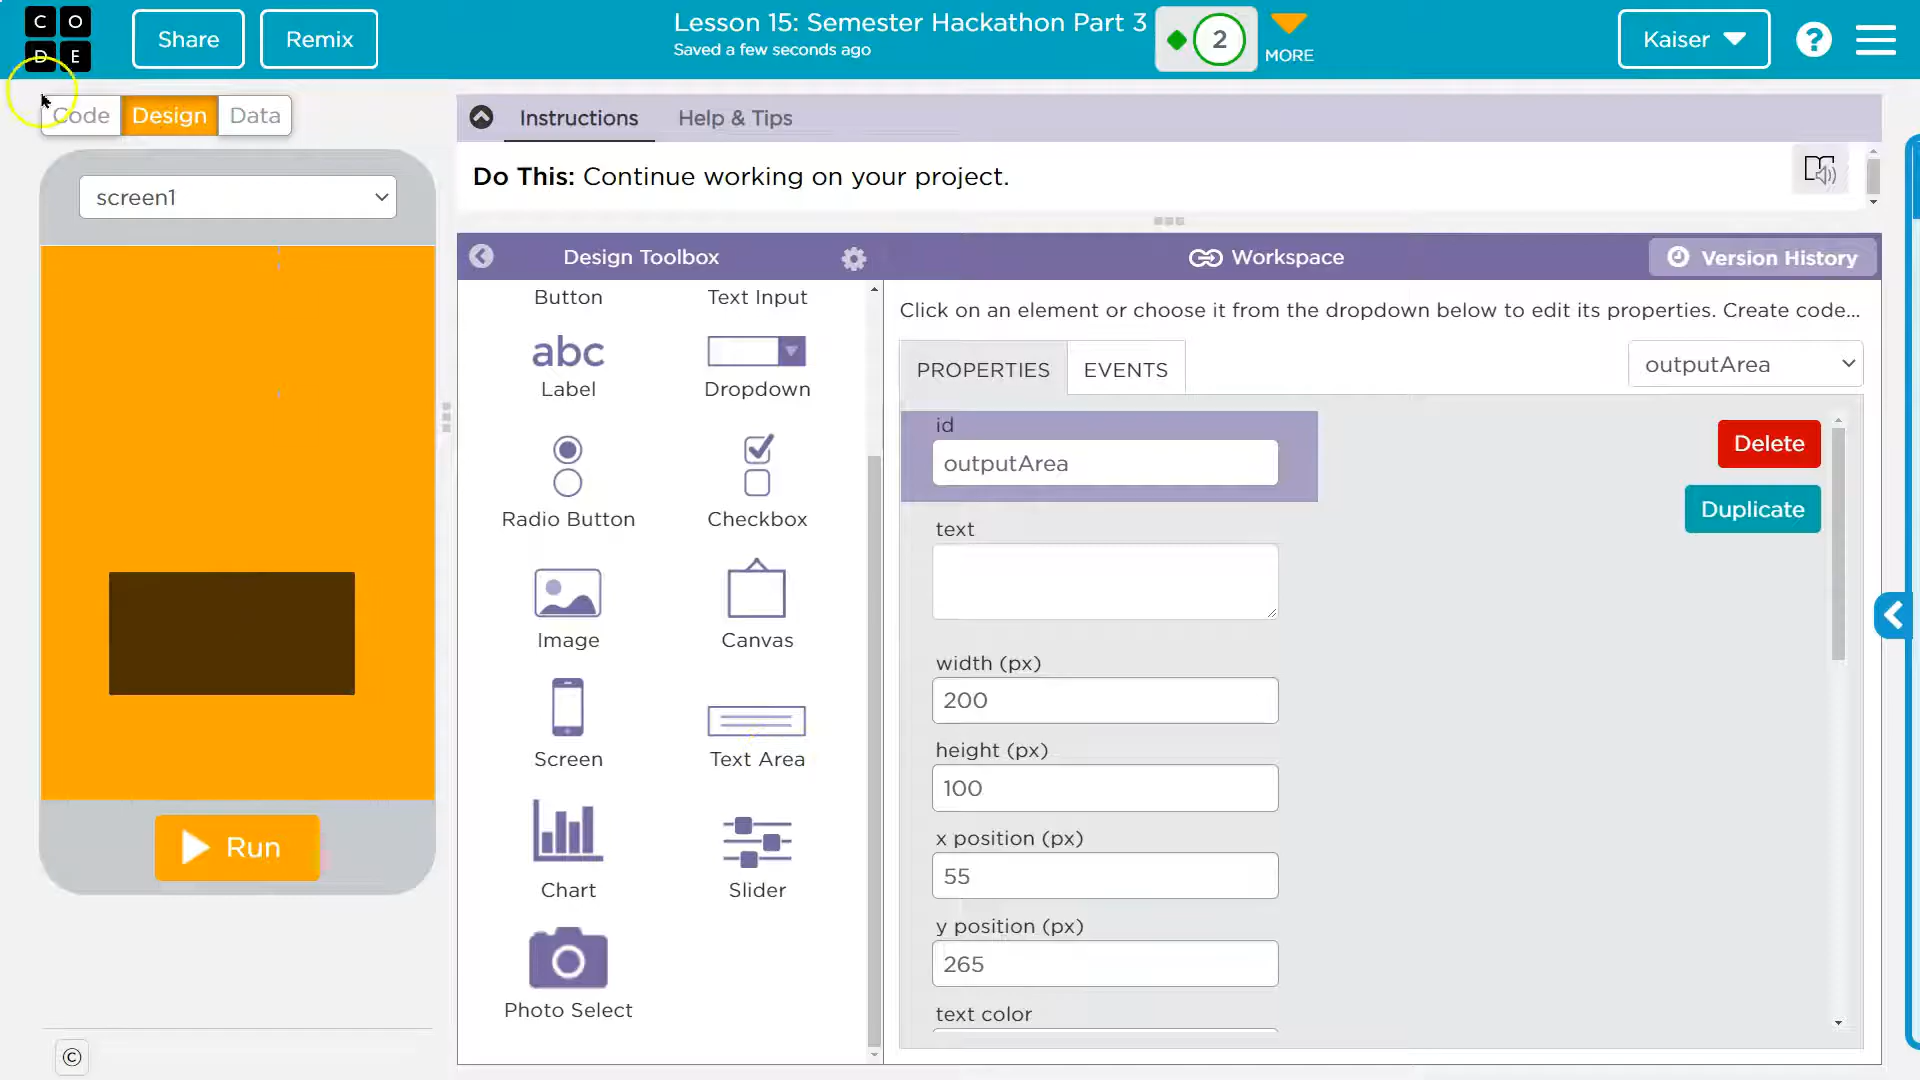 C O
D E
Share
Remix
Lesson 15: Semester Hackathon Part 3
Saved a few seconds ago
2
MORE
Kaiser
?
Code
Design
Data
Instructions
Help & Tips
Do This: Continue working on your project.
screen1
Design Toolbox
Workspace
Version History
Button
Text Input
abc
Label
Dropdown
Radio Button
Checkbox
Image
Canvas
Screen
Text Area
Chart
Slider
Photo Select
Click on an element or choose it from the dropdown below to edit its properties. Create code...
PROPERTIES
EVENTS
outputArea
id
outputArea
Delete
Duplicate
text
width (px)
200
height (px)
100
x position (px)
55
y position (px)
265
text color
Run
©